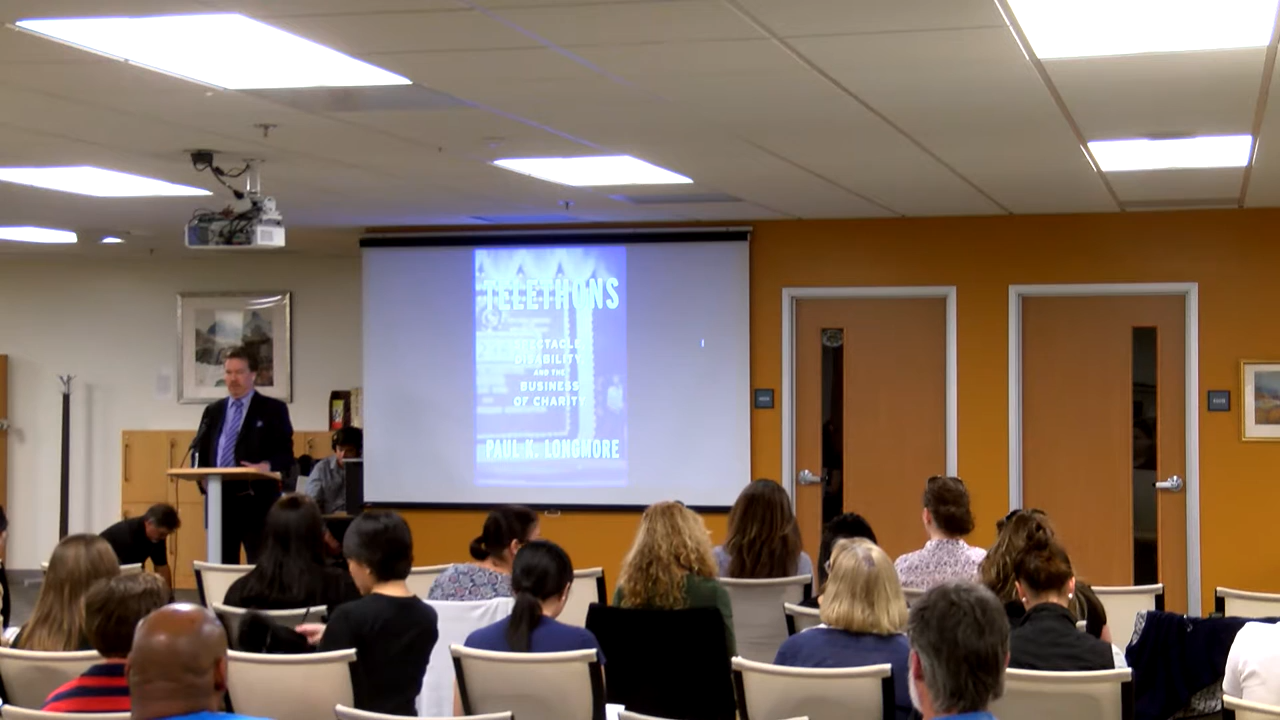 TELETHONS
SPECTACLE
DISABILITY
AND THE
BUSINESS
OF CHARITY
PAUL K. LONGMORE